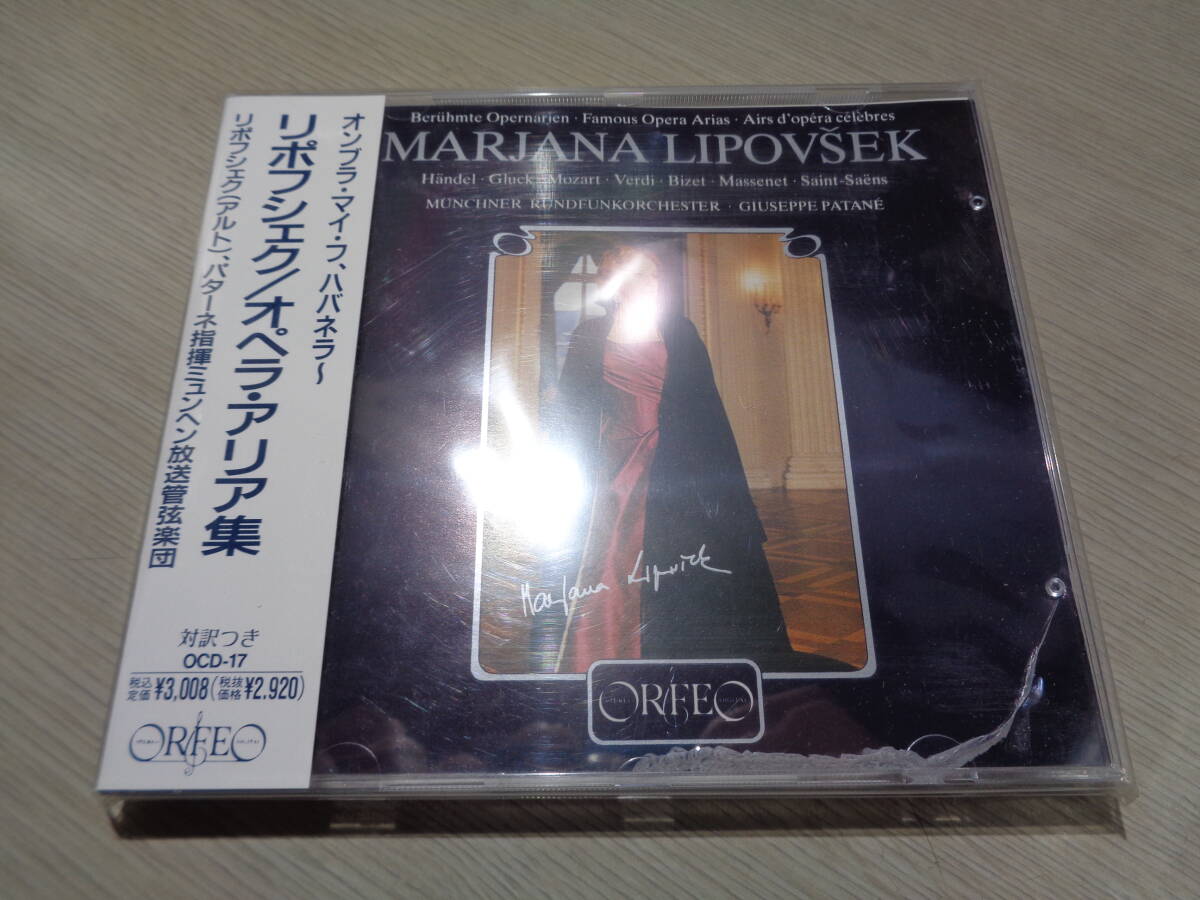 オンブラ・マイ・フ、ハバネラ～
リポフシェク/オペラ・アリア集
リポフシェク(アルト)、パターネ指揮ミュンヘン放送管弦楽団
対訳つき
OCD-17
税込定価¥3,008(税抜価格¥2,920)
ORFEO
Berühmte Opernarien · Famous Opera Arias · Airs d'opéra célèbres
MARJANA LIPOVŠEK
Händel · Gluck · Mozart · Verdi · Bizet · Massenet · Saint-Saëns
MÜNCHNER RUNDFUNKORCHESTER · GIUSEPPE PATANÉ
Marjana Lipovšek
ORFEO